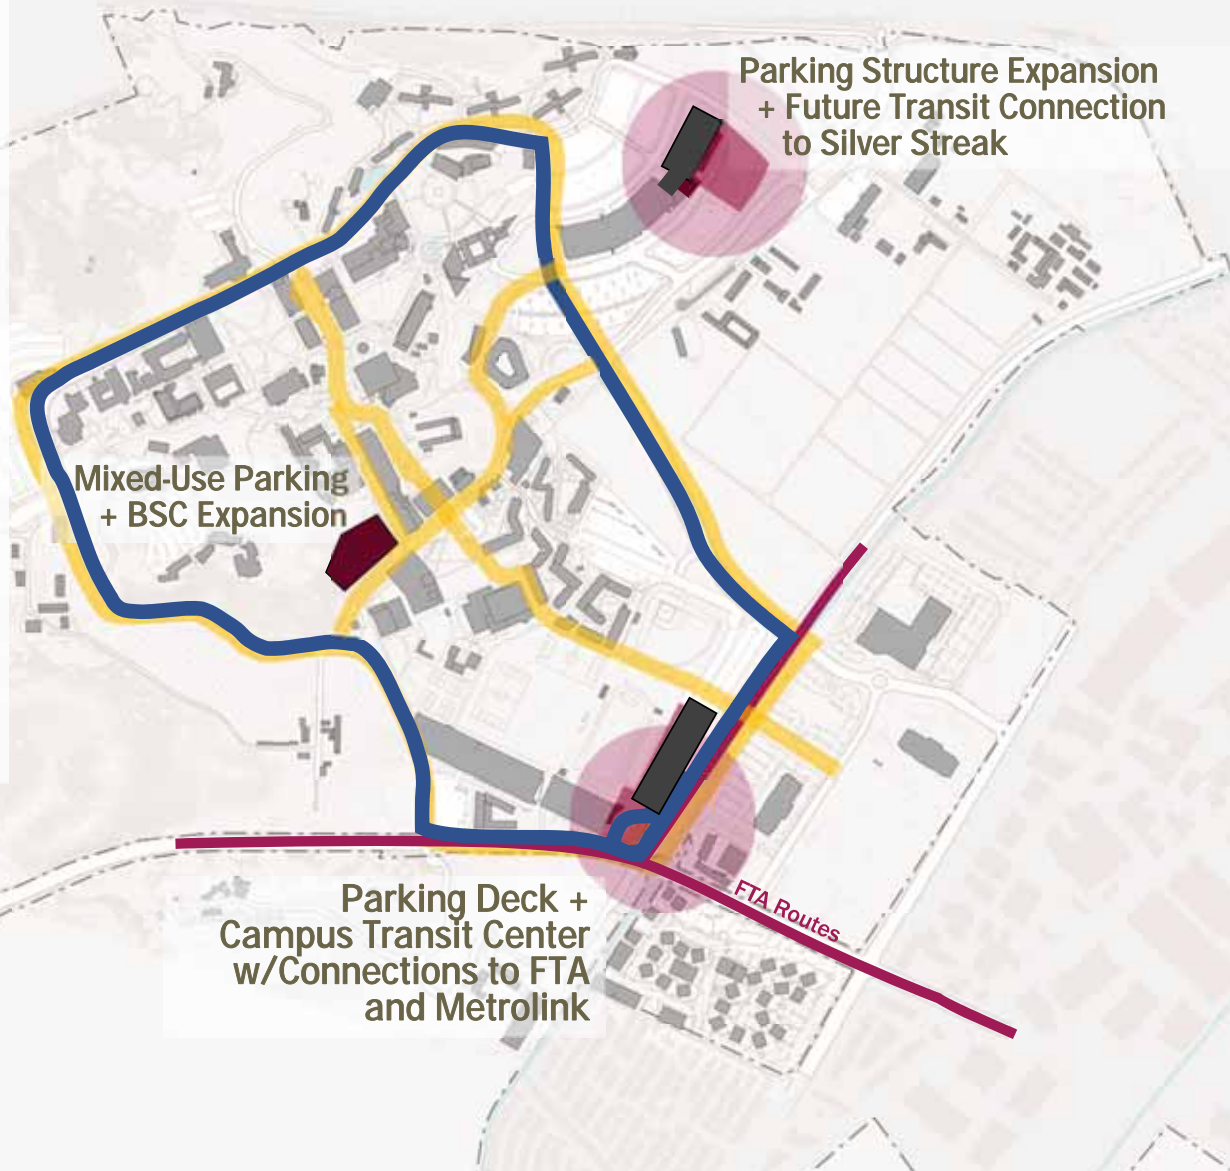 Parking Structure Expansion
+ Future Transit Connection
to Silver Streak
Mixed-Use Parking
+ BSC Expansion
Parking Deck +
Campus Transit Center
w/Connections to FTA
and Metrolink
FTA Routes